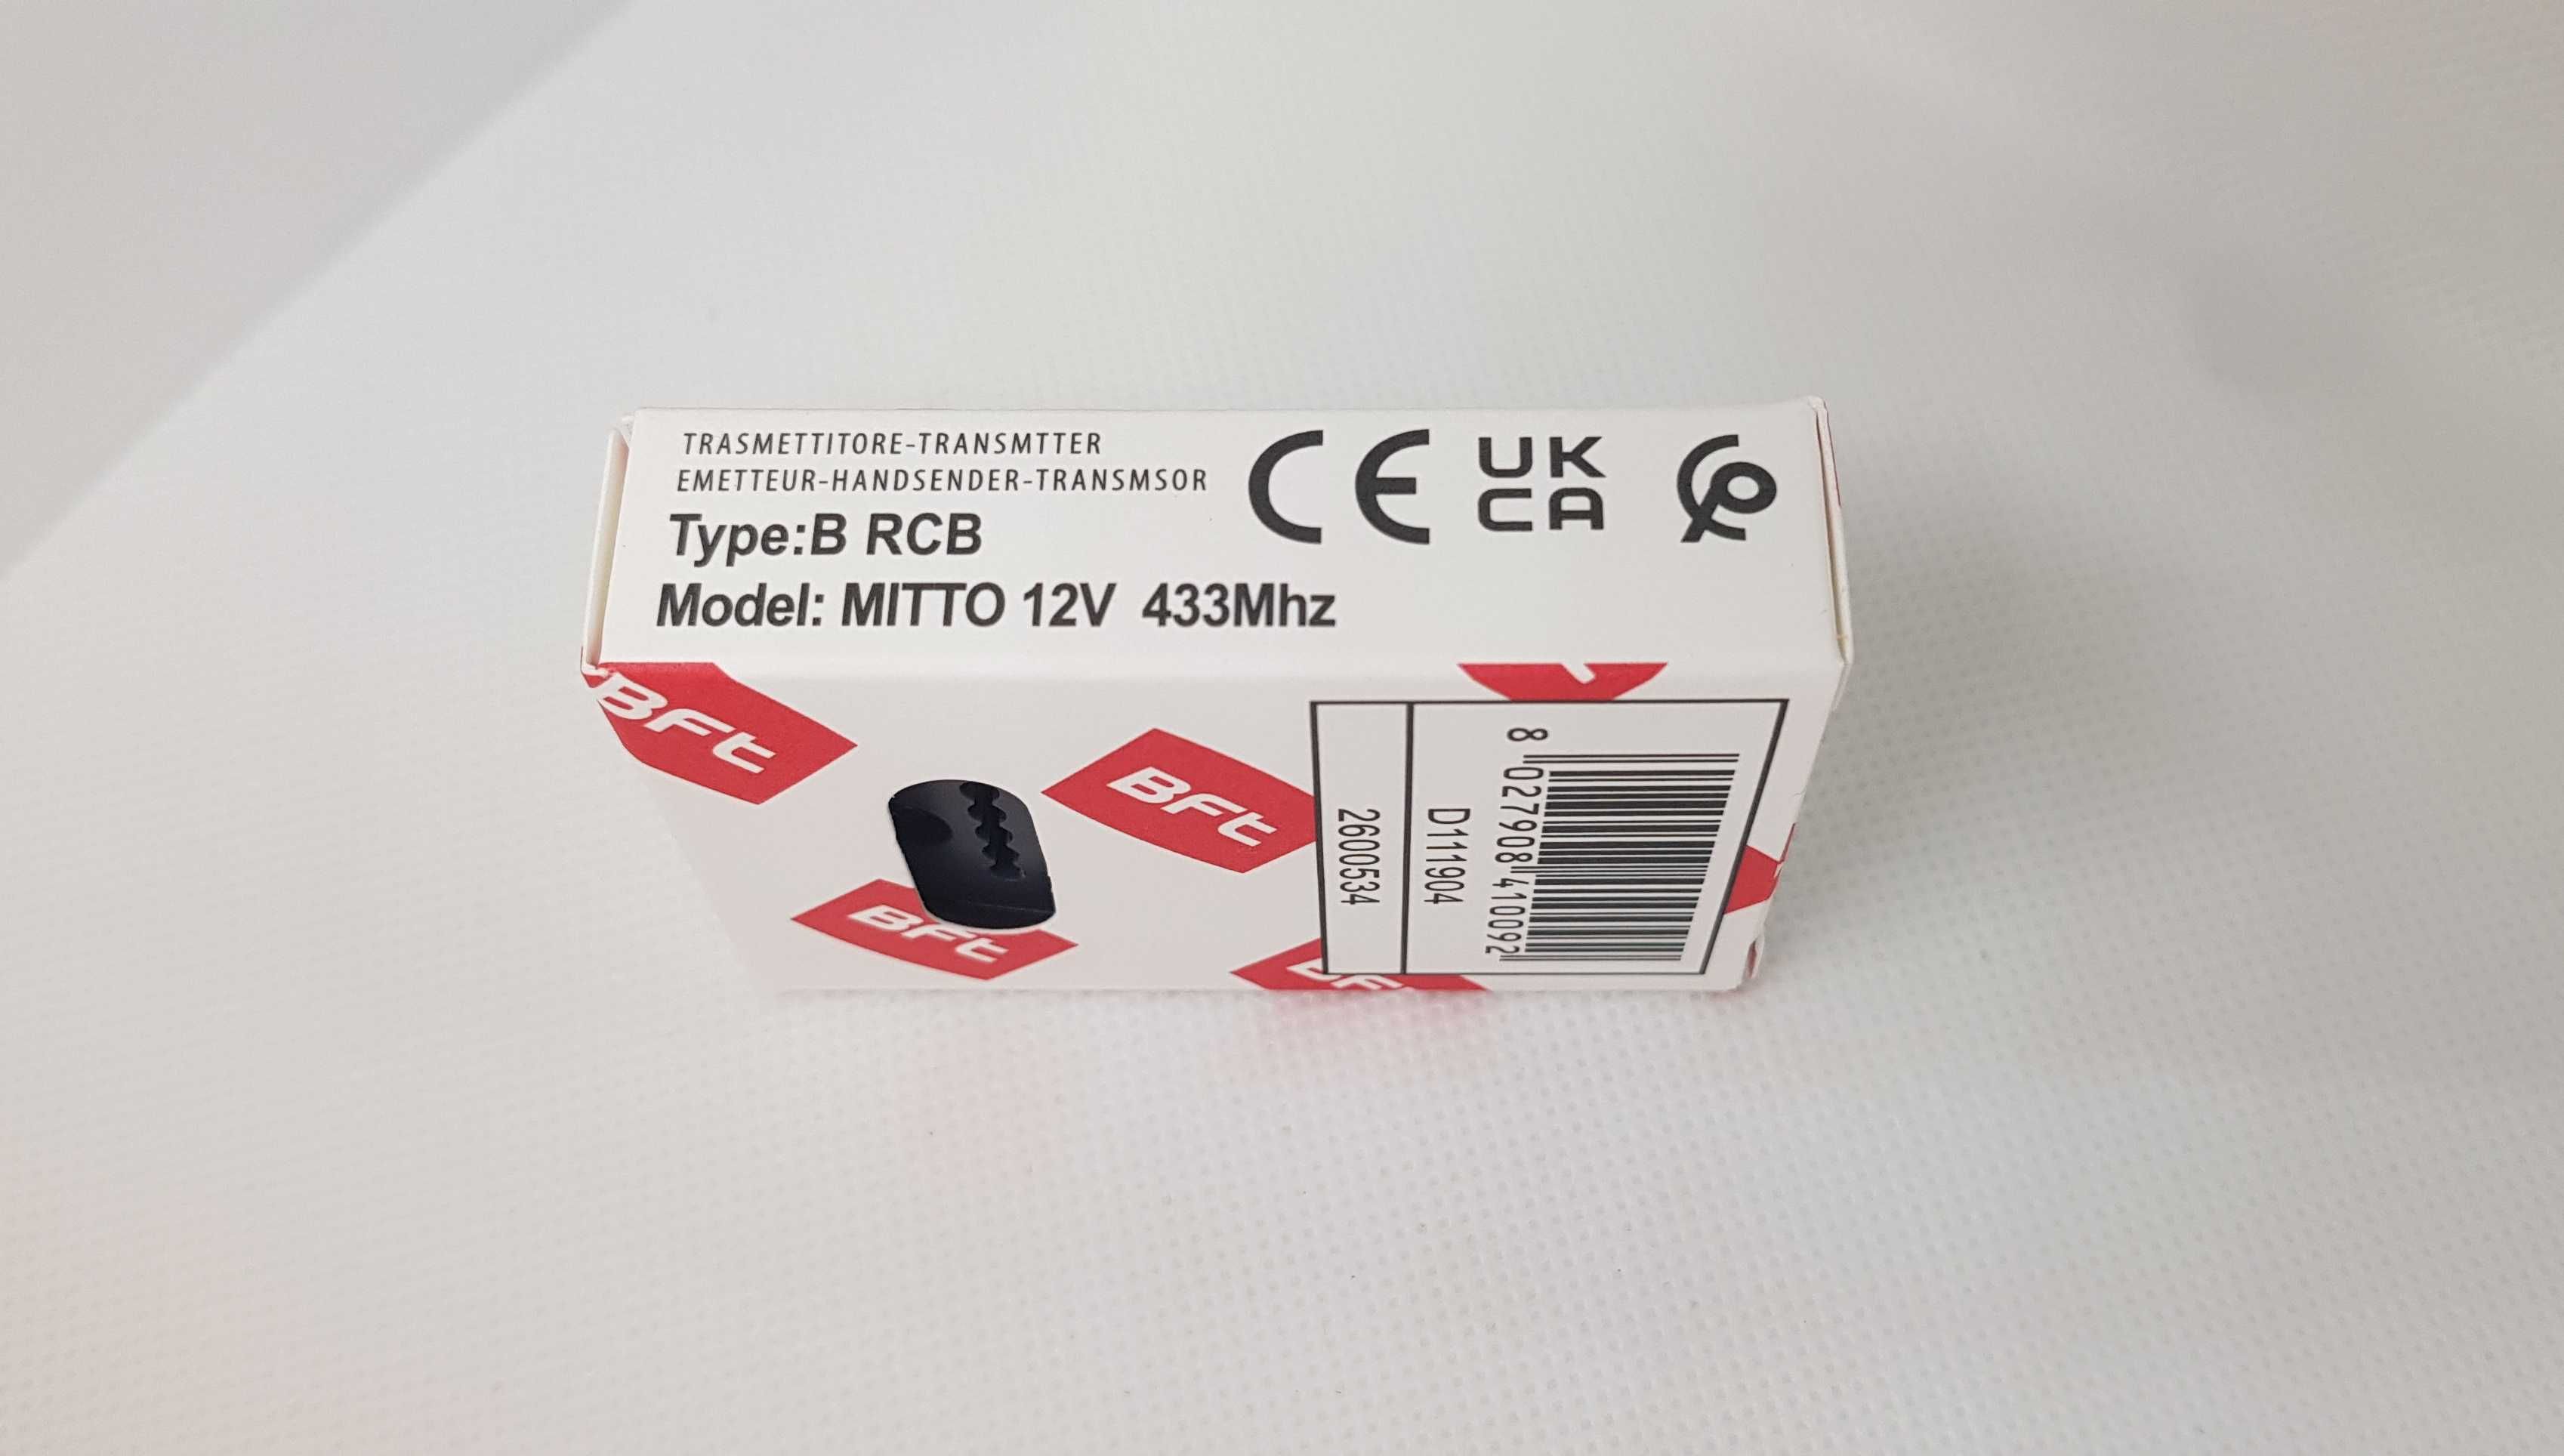 TRASMETTITORE-TRANSMTTER
EMETTEUR-HANDSENDER-TRANSMSOR
Type:B RCB
Model: MITTO 12V 433Mhz
CE
UK
CA
BFt
BFt
BFt
BFt
8 027908 410092
D111904
2600534